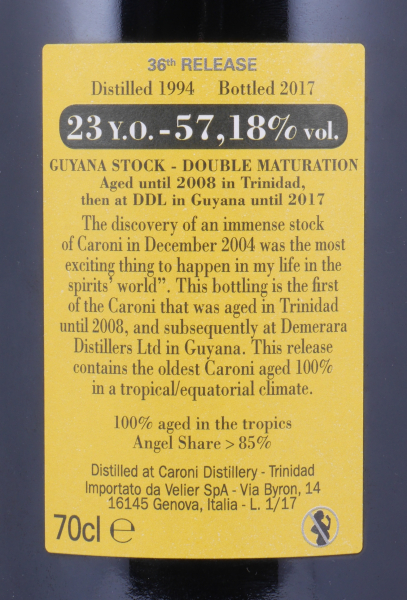 36th RELEASE
Distilled 1994 Bottled 2017
23 Y.O. - 57,18% vol.
GUYANA STOCK - DOUBLE MATURATION
Aged until 2008 in Trinidad,
then at DDL in Guyana until 2017
The discovery of an immense stock
of Caroni in December 2004 was the most
exciting thing to happen in my life in the
spirits' world”. This bottling is the first
of the Caroni that was aged in Trinidad
until 2008, and subsequently at Demerara
Distillers Ltd in Guyana. This release
contains the oldest Caroni aged 100%
in a tropical/equatorial climate.
100% aged in the tropics
Angel Share > 85%
Distilled at Caroni Distillery - Trinidad
Importato da Velier SpA - Via Byron, 14
16145 Genova, Italia - L. 1/17
70cl ℮